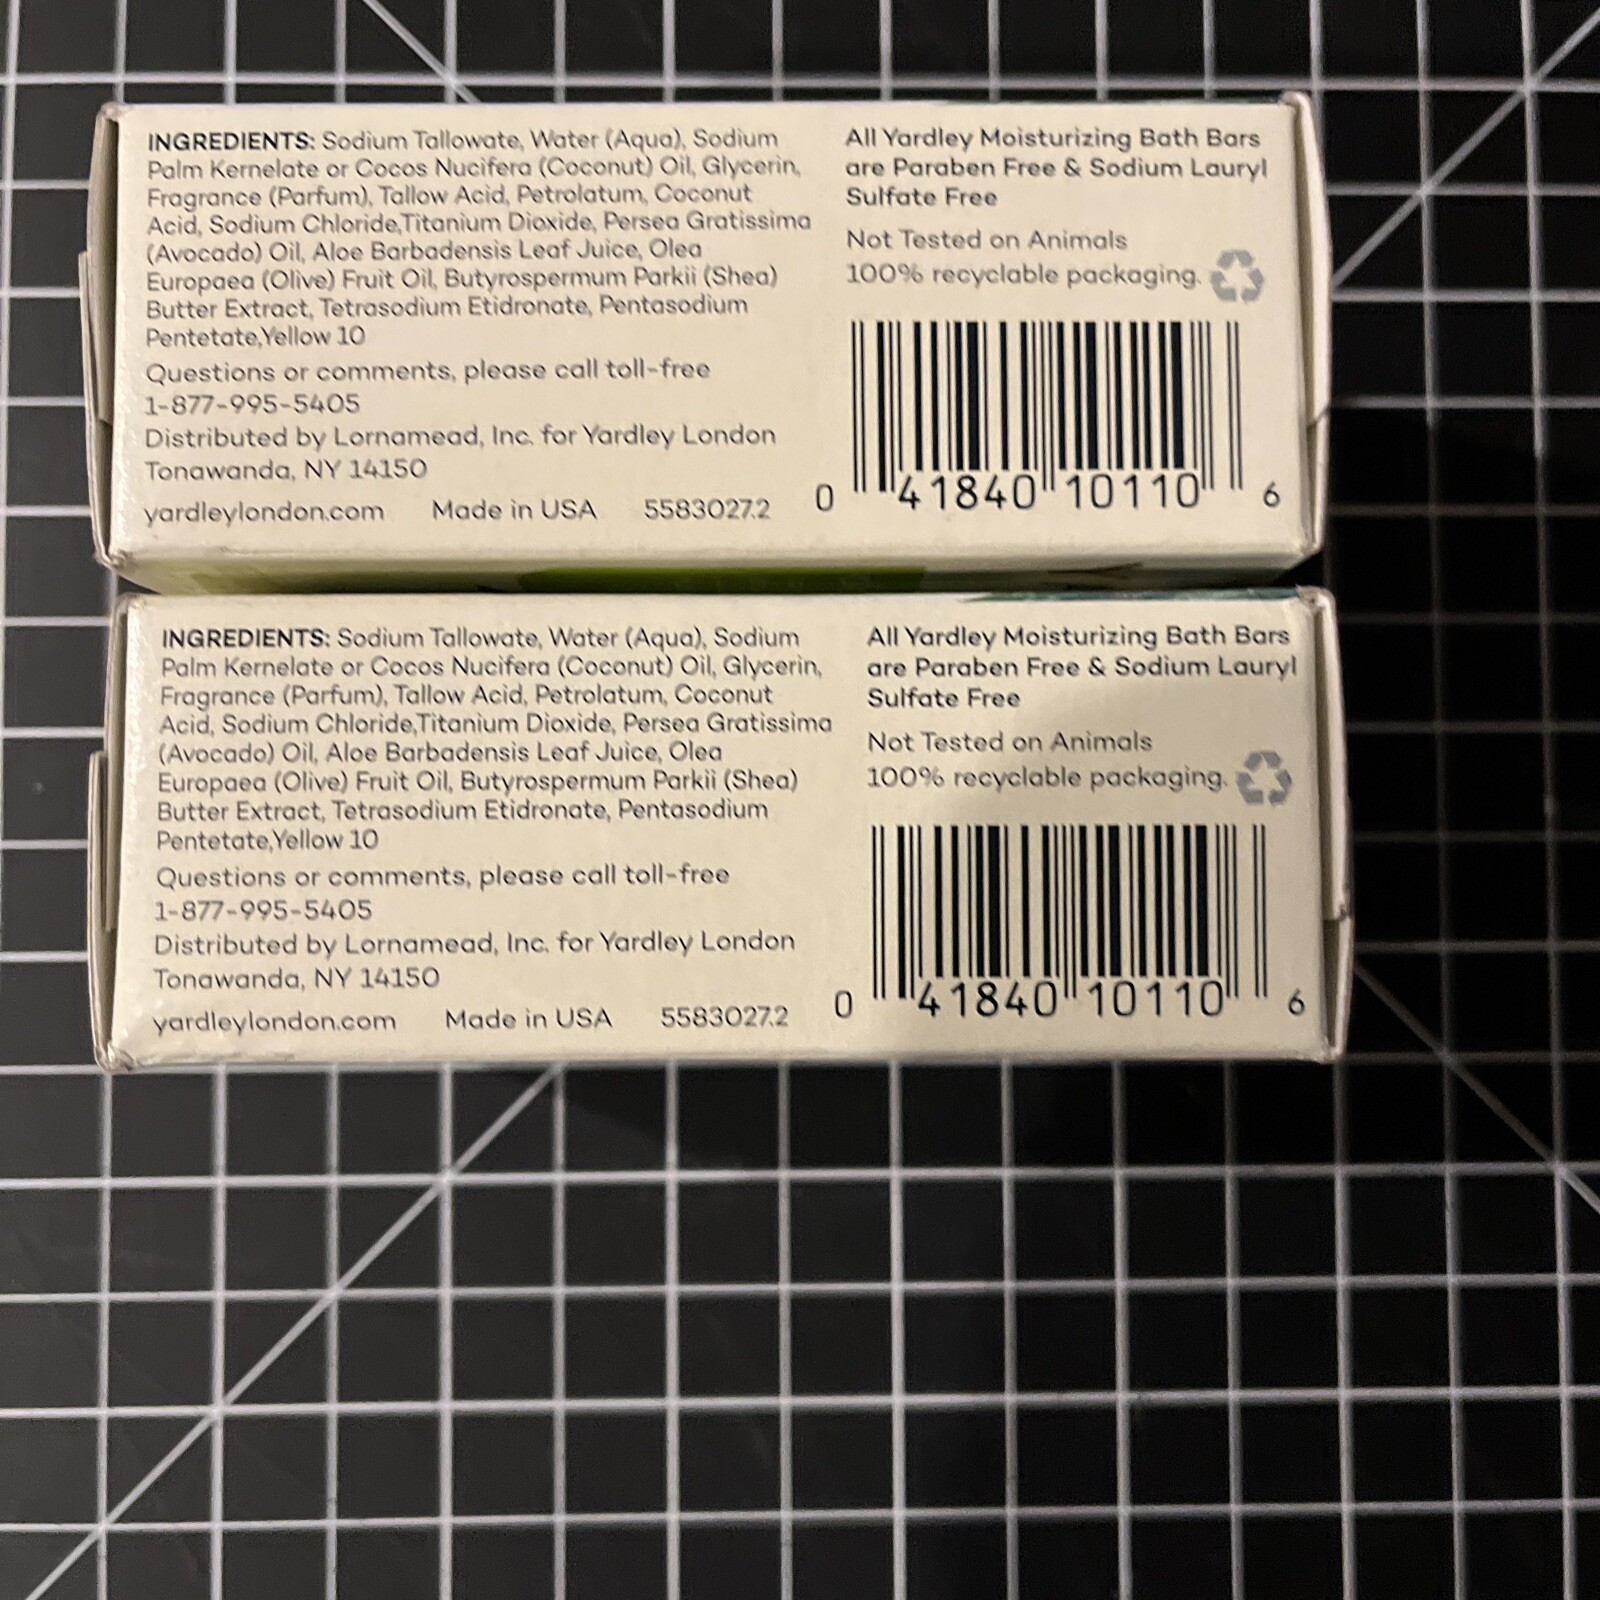 INGREDIENTS: Sodium Tallowate, Water (Aqua), Sodium
Palm Kernelate or Cocos Nucifera (Coconut) Oil, Glycerin,
Fragrance (Parfum), Tallow Acid, Petrolatum, Coconut
Acid, Sodium Chloride,Titanium Dioxide, Persea Gratissima
(Avocado) Oil, Aloe Barbadensis Leaf Juice, Olea
Europaea (Olive) Fruit Oil, Butyrospermum Parkii (Shea)
Butter Extract, Tetrasodium Etidronate, Pentasodium
Pentetate,Yellow 10
Questions or comments, please call toll-free
1-877-995-5405
Distributed by Lornamead, Inc. for Yardley London
Tonawanda, NY 14150
yardleylondon.com Made in USA 5583027.2
All Yardley Moisturizing Bath Bars
are Paraben Free & Sodium Lauryl
Sulfate Free
Not Tested on Animals
100% recyclable packaging.
0 41840 10110 6
INGREDIENTS: Sodium Tallowate, Water (Aqua), Sodium
Palm Kernelate or Cocos Nucifera (Coconut) Oil, Glycerin,
Fragrance (Parfum), Tallow Acid, Petrolatum, Coconut
Acid, Sodium Chloride,Titanium Dioxide, Persea Gratissima
(Avocado) Oil, Aloe Barbadensis Leaf Juice, Olea
Europaea (Olive) Fruit Oil, Butyrospermum Parkii (Shea)
Butter Extract, Tetrasodium Etidronate, Pentasodium
Pentetate,Yellow 10
Questions or comments, please call toll-free
1-877-995-5405
Distributed by Lornamead, Inc. for Yardley London
Tonawanda, NY 14150
yardleylondon.com Made in USA 5583027.2
All Yardley Moisturizing Bath Bars
are Paraben Free & Sodium Lauryl
Sulfate Free
Not Tested on Animals
100% recyclable packaging.
0 41840 10110 6